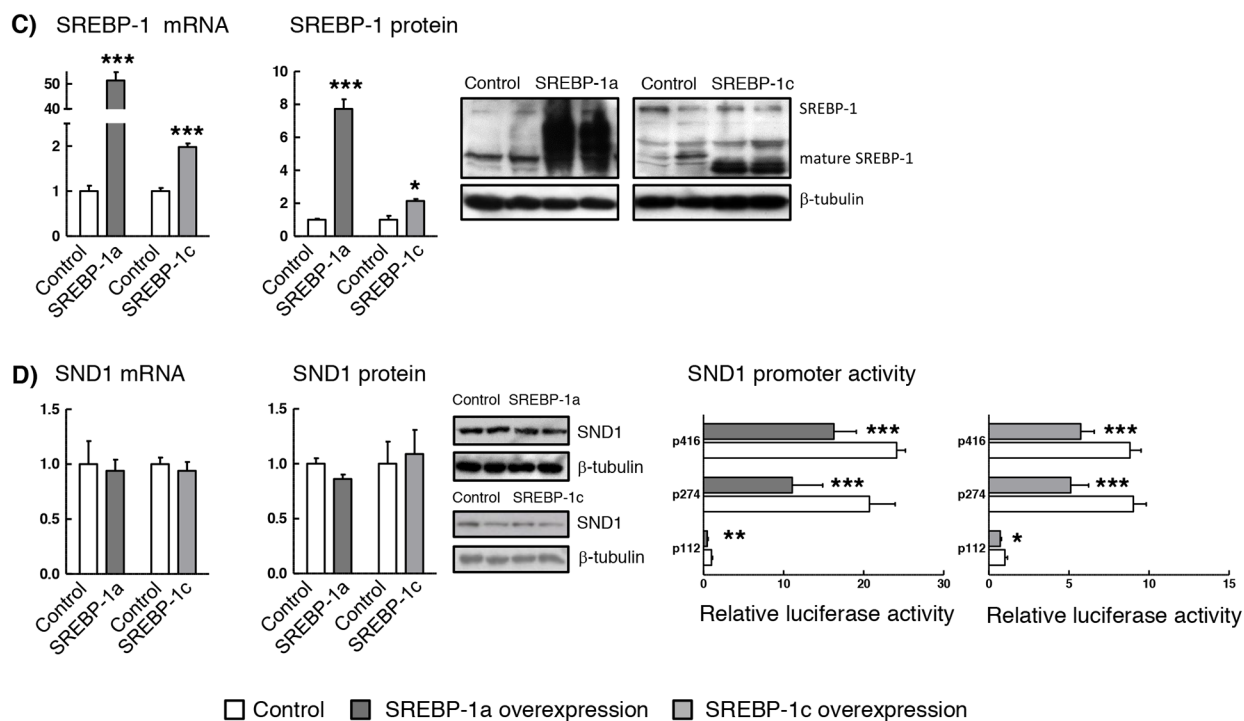 C) SREBP-1 mRNA SREBP-1 protein
*** *** *** *
50
40
2
1
0
10
8
6
4
2
0
Control SREBP-1a Control SREBP-1c
Control SREBP-1a Control SREBP-1c
Control SREBP-1a Control SREBP-1c
SREBP-1
mature SREBP-1
β-tubulin
D) SND1 mRNA SND1 protein SND1 promoter activity
1.5
1.0
0.5
0.0
Control SREBP-1a Control SREBP-1c
1.5
1.0
0.5
0.0
Control SREBP-1a Control SREBP-1c
Control SREBP-1a
SND1
β-tubulin
Control SREBP-1c
SND1
β-tubulin
p416 ***
p274 ***
p112 **
0 10 20 30
Relative luciferase activity
p416 ***
p274 ***
p112 *
0 5 10 15
Relative luciferase activity
Control SREBP-1a overexpression SREBP-1c overexpression